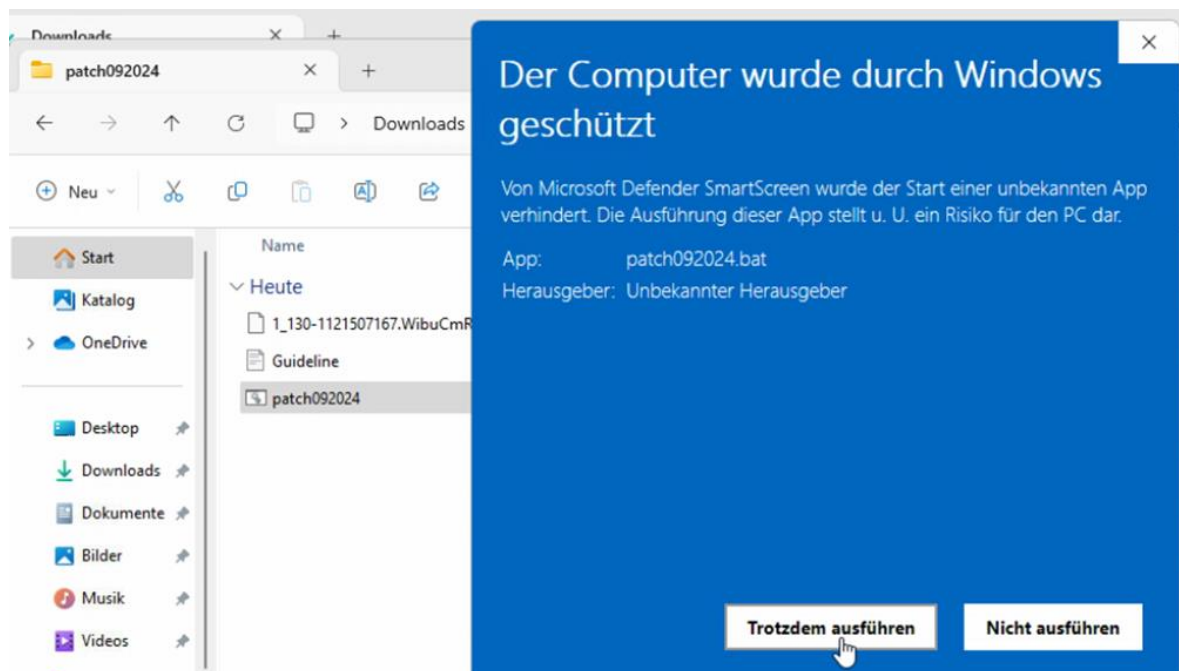 Downloads
patch092024
Downloads
Neu
Start
Katalog
OneDrive
Desktop
Downloads
Dokumente
Bilder
Musik
Videos
Name
Heute
1_130-1121507167.WibuCmR
Guideline
patch092024
Der Computer wurde durch Windows
geschützt
Von Microsoft Defender SmartScreen wurde der Start einer unbekannten App
verhindert. Die Ausführung dieser App stellt u. U. ein Risiko für den PC dar.
App: patch092024.bat
Herausgeber: Unbekannter Herausgeber
Trotzdem ausführen
Nicht ausführen